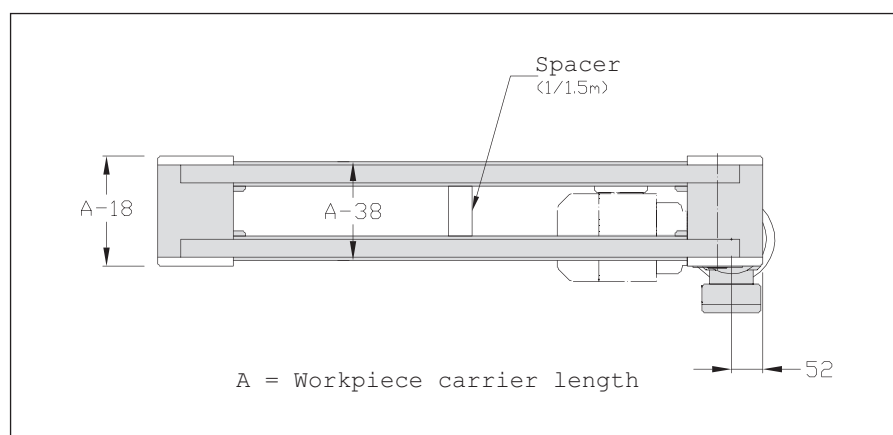 Spacer
(1/1.5m)
A-18
A-38
52
A = Workpiece carrier length